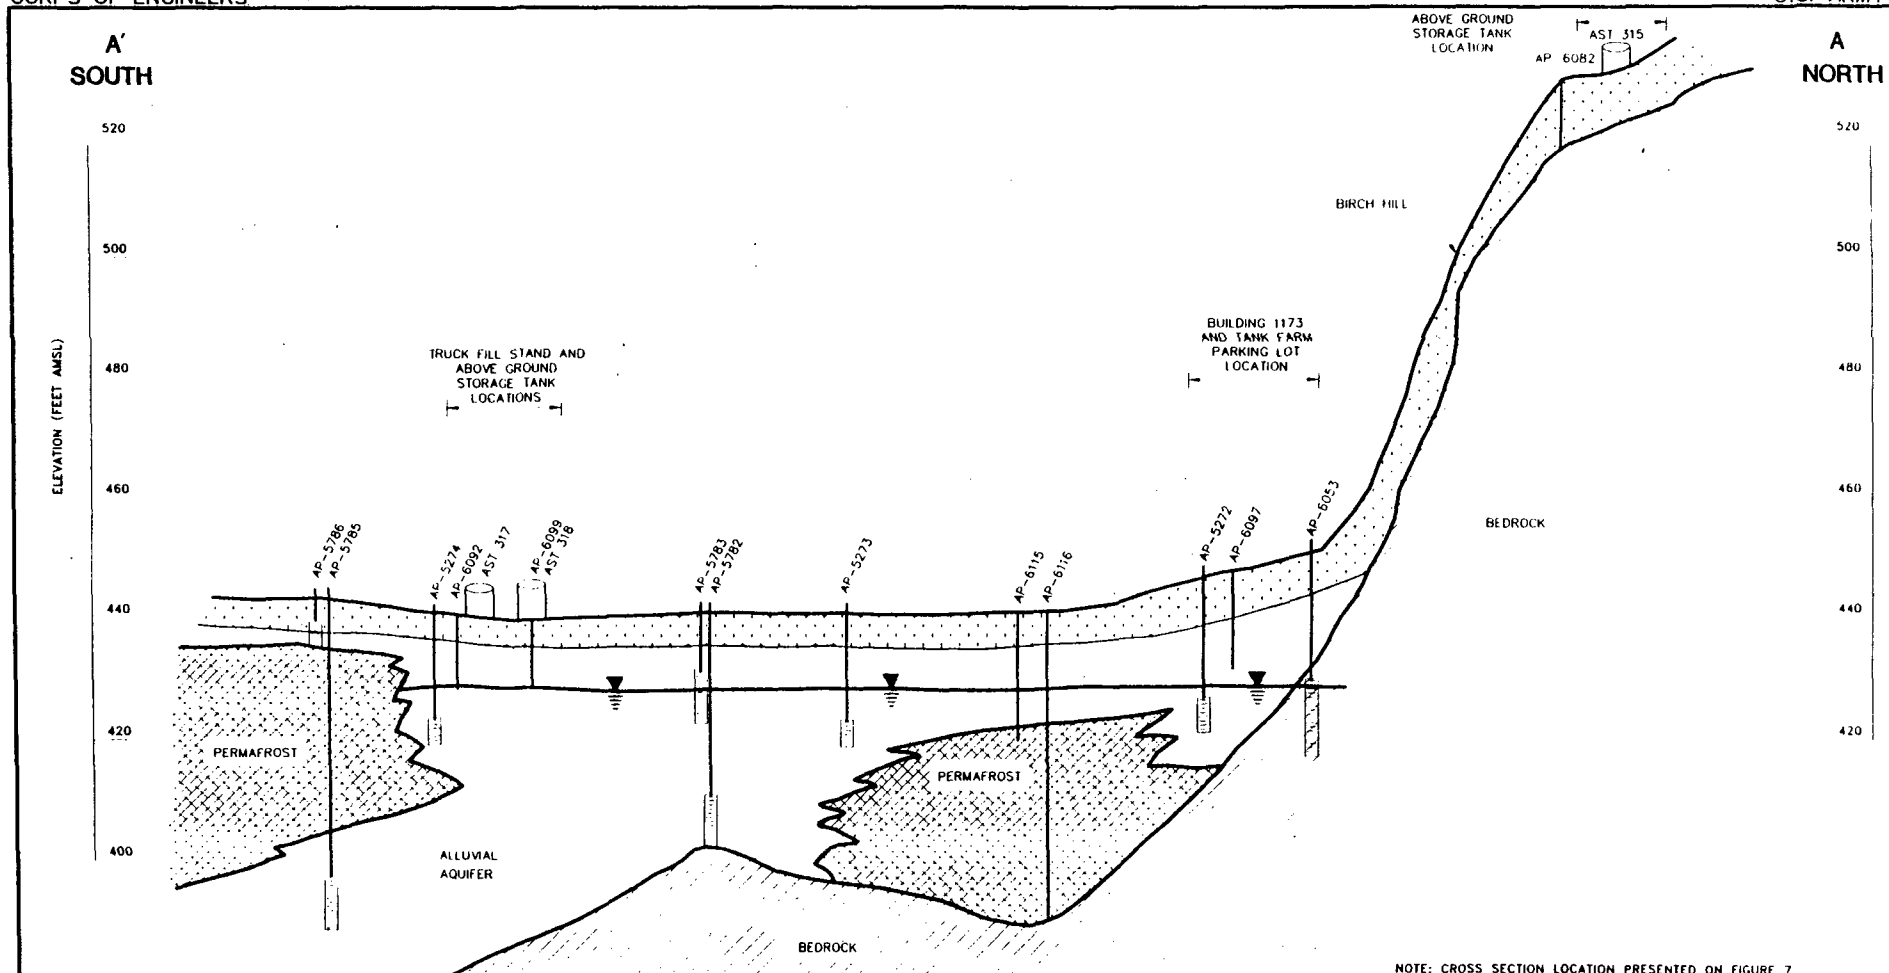 CORPS OF ENGINEERS
U.S. ARMY
A'
SOUTH
A
NORTH
ABOVE GROUND
STORAGE TANK
LOCATION
AST 315
AP 6082
520
500
480
460
440
420
400
ELEVATION (FEET AMSL)
520
500
480
460
440
420
BIRCH HILL
BUILDING 1173
AND TANK FARM
PARKING LOT
LOCATION
TRUCK FILL STAND AND
ABOVE GROUND
STORAGE TANK
LOCATIONS
BEDROCK
AP-5786
AP-5785
AP-5274
AP-6092
AST 317
AP-6099
AST 318
AP-5783
AP-5782
AP-5273
AP-6115
AP-6116
AP-5272
AP-6097
AP-6053
PERMAFROST
PERMAFROST
ALLUVIAL
AQUIFER
BEDROCK
NOTE: CROSS SECTION LOCATION PRESENTED ON FIGURE 7